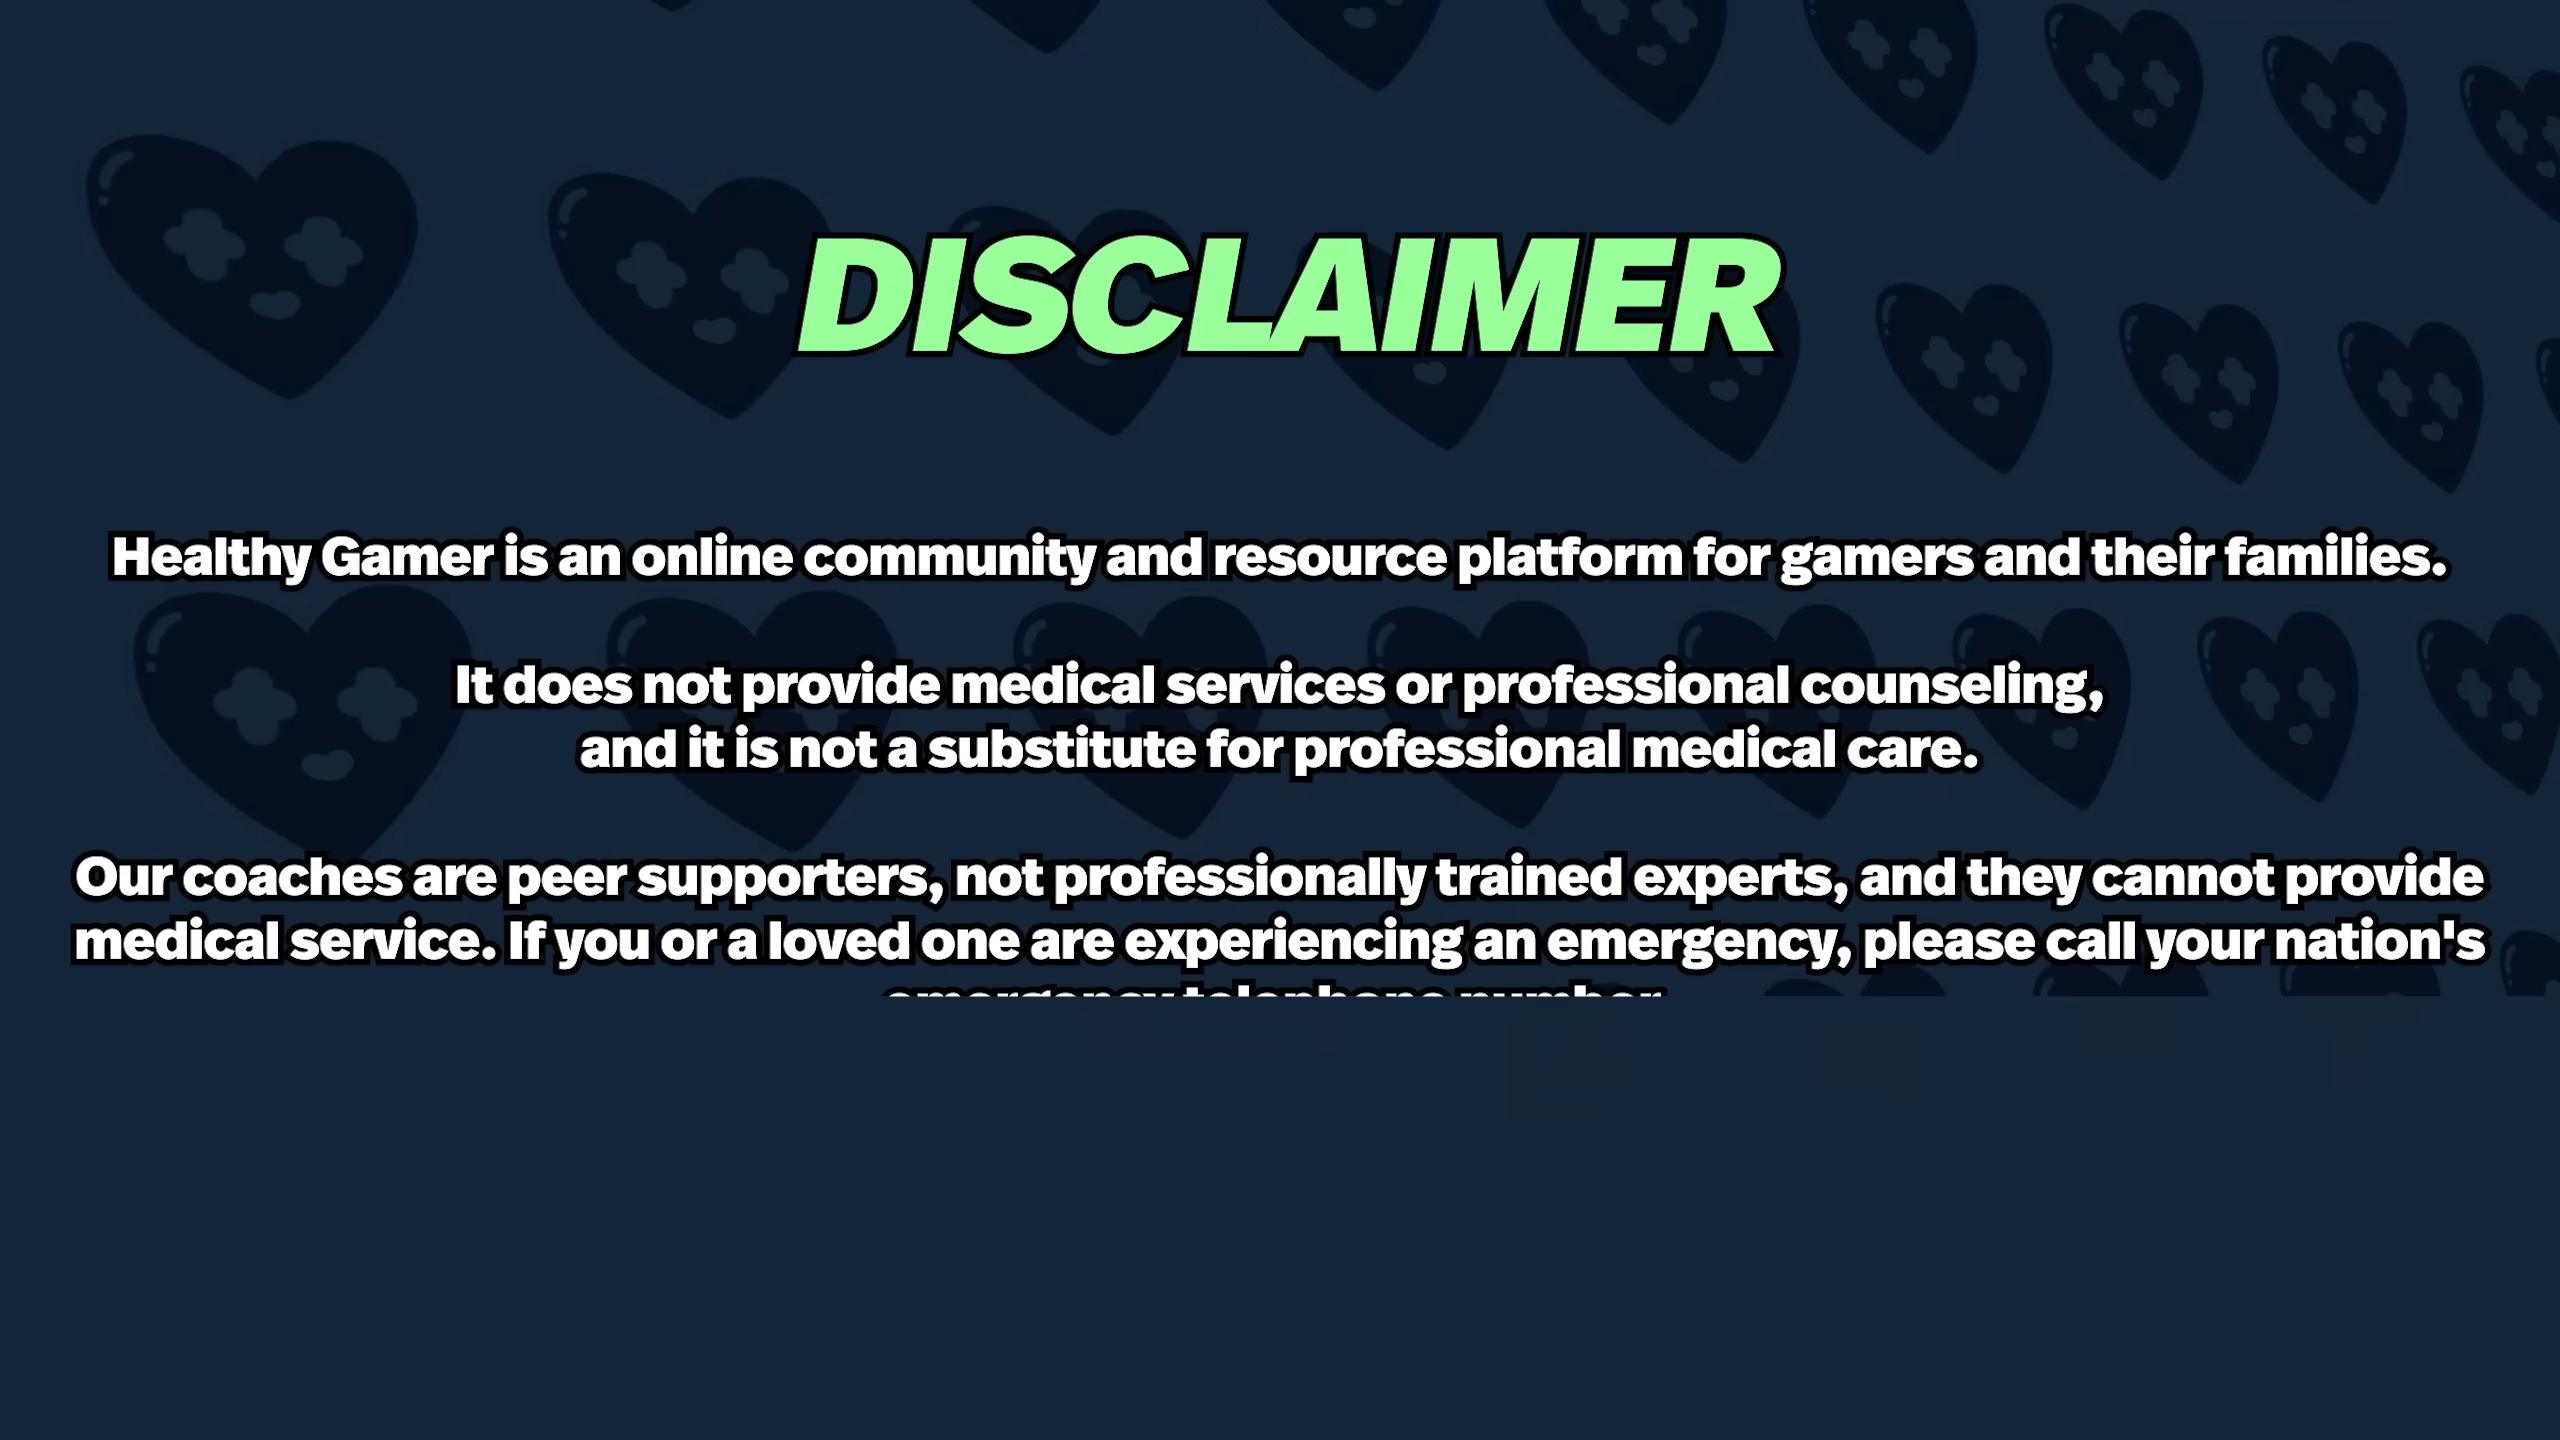 DISCLAIMER
Healthy Gamer is an online community and resource platform for gamers and their families.
It does not provide medical services or professional counseling,
and it is not a substitute for professional medical care.
Our coaches are peer supporters, not professionally trained experts, and they cannot provide
medical service. If you or a loved one are experiencing an emergency, please call your nation's
emergency telephone number